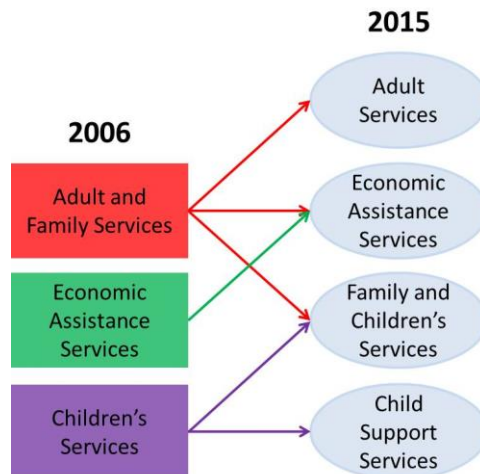 2006
Adult and
Family Services
Economic
Assistance
Services
Children's
Services
2015
Adult
Services
Economic
Assistance
Services
Family and
Children's
Services
Child
Support
Services